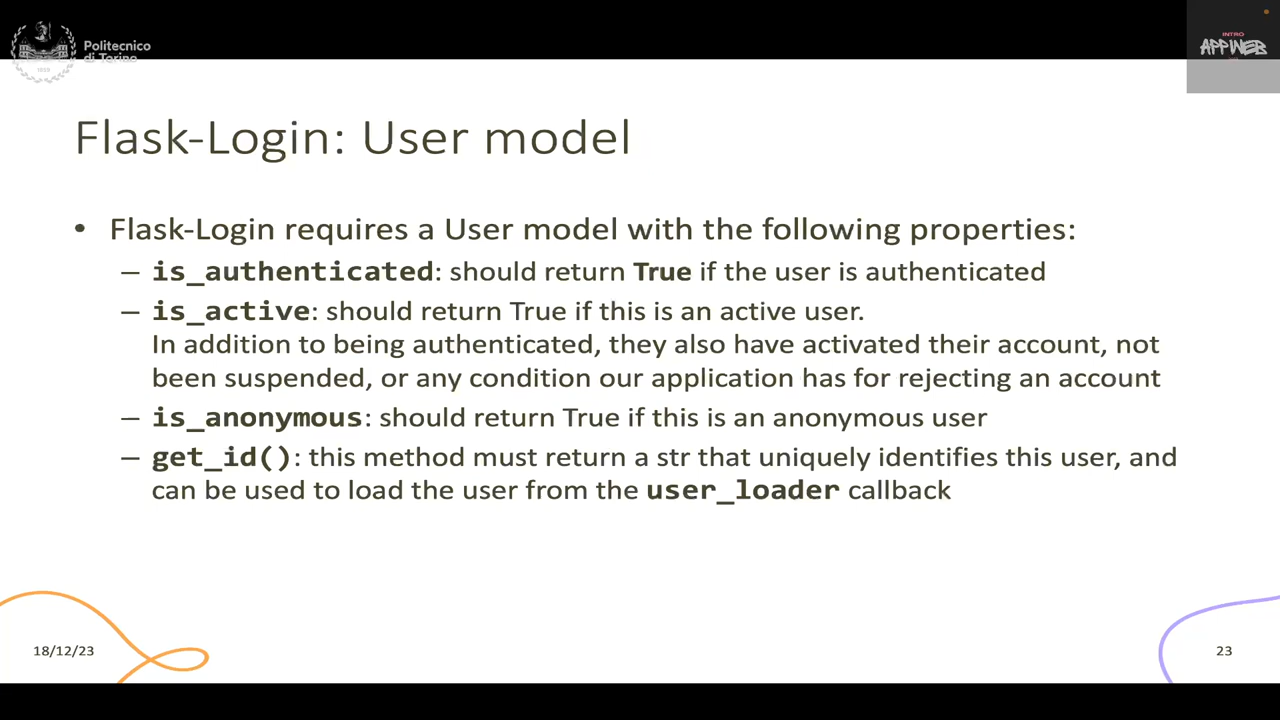 Politecnico
di Torino
INTRO
APPWEB
Flask-Login: User model
• Flask-Login requires a User model with the following properties:
– is_authenticated: should return True if the user is authenticated
– is_active: should return True if this is an active user.
In addition to being authenticated, they also have activated their account, not
been suspended, or any condition our application has for rejecting an account
– is_anonymous: should return True if this is an anonymous user
– get_id(): this method must return a str that uniquely identifies this user, and
can be used to load the user from the user_loader callback
18/12/23
23